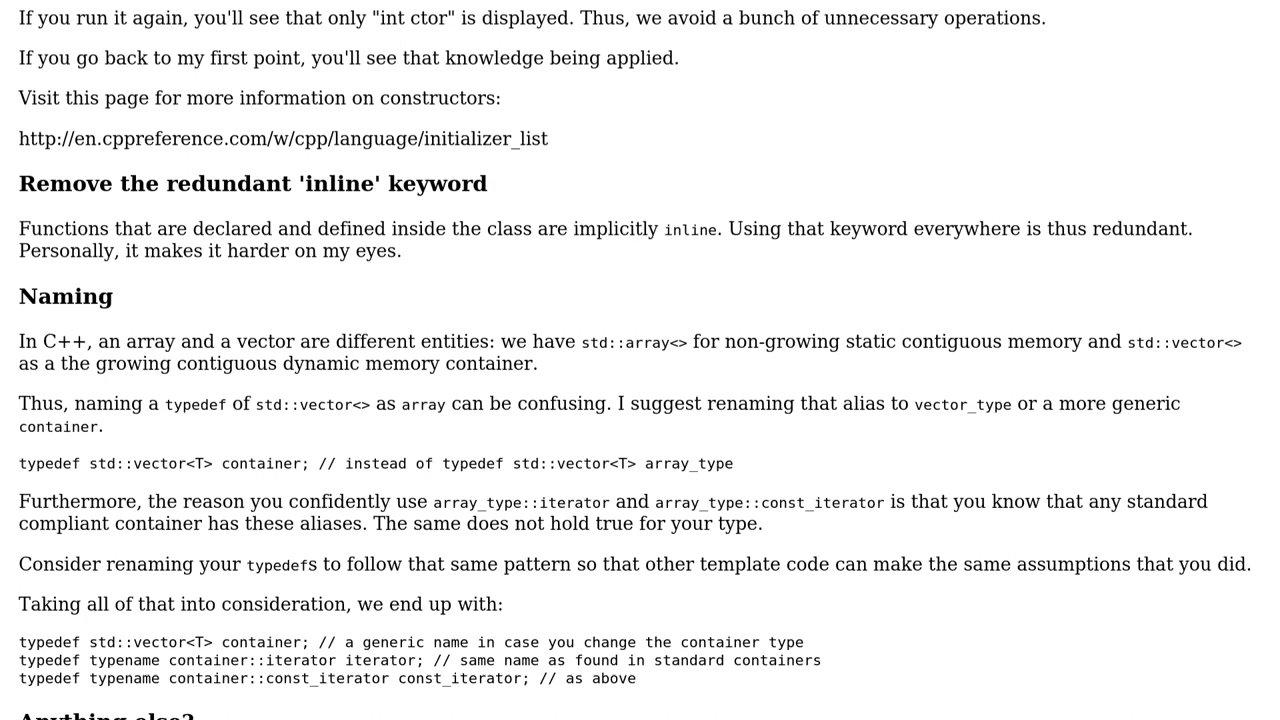 If you run it again, you'll see that only "int ctor" is displayed. Thus, we avoid a bunch of unnecessary operations.
If you go back to my first point, you'll see that knowledge being applied.
Visit this page for more information on constructors:
http://en.cppreference.com/w/cpp/language/initializer_list
Remove the redundant 'inline' keyword
Functions that are declared and defined inside the class are implicitly inline. Using that keyword everywhere is thus redundant.
Personally, it makes it harder on my eyes.
Naming
In C++, an array and a vector are different entities: we have std::array<> for non-growing static contiguous memory and std::vector<>
as a the growing contiguous dynamic memory container.
Thus, naming a typedef of std::vector<> as array can be confusing. I suggest renaming that alias to vector_type or a more generic
container.
typedef std::vector<T> container; // instead of typedef std::vector<T> array_type
Furthermore, the reason you confidently use array_type::iterator and array_type::const_iterator is that you know that any standard
compliant container has these aliases. The same does not hold true for your type.
Consider renaming your typedefs to follow that same pattern so that other template code can make the same assumptions that you did.
Taking all of that into consideration, we end up with:
typedef std::vector<T> container; // a generic name in case you change the container type
typedef typename container::iterator iterator; // same name as found in standard containers
typedef typename container::const_iterator const_iterator; // as above
Anything else?